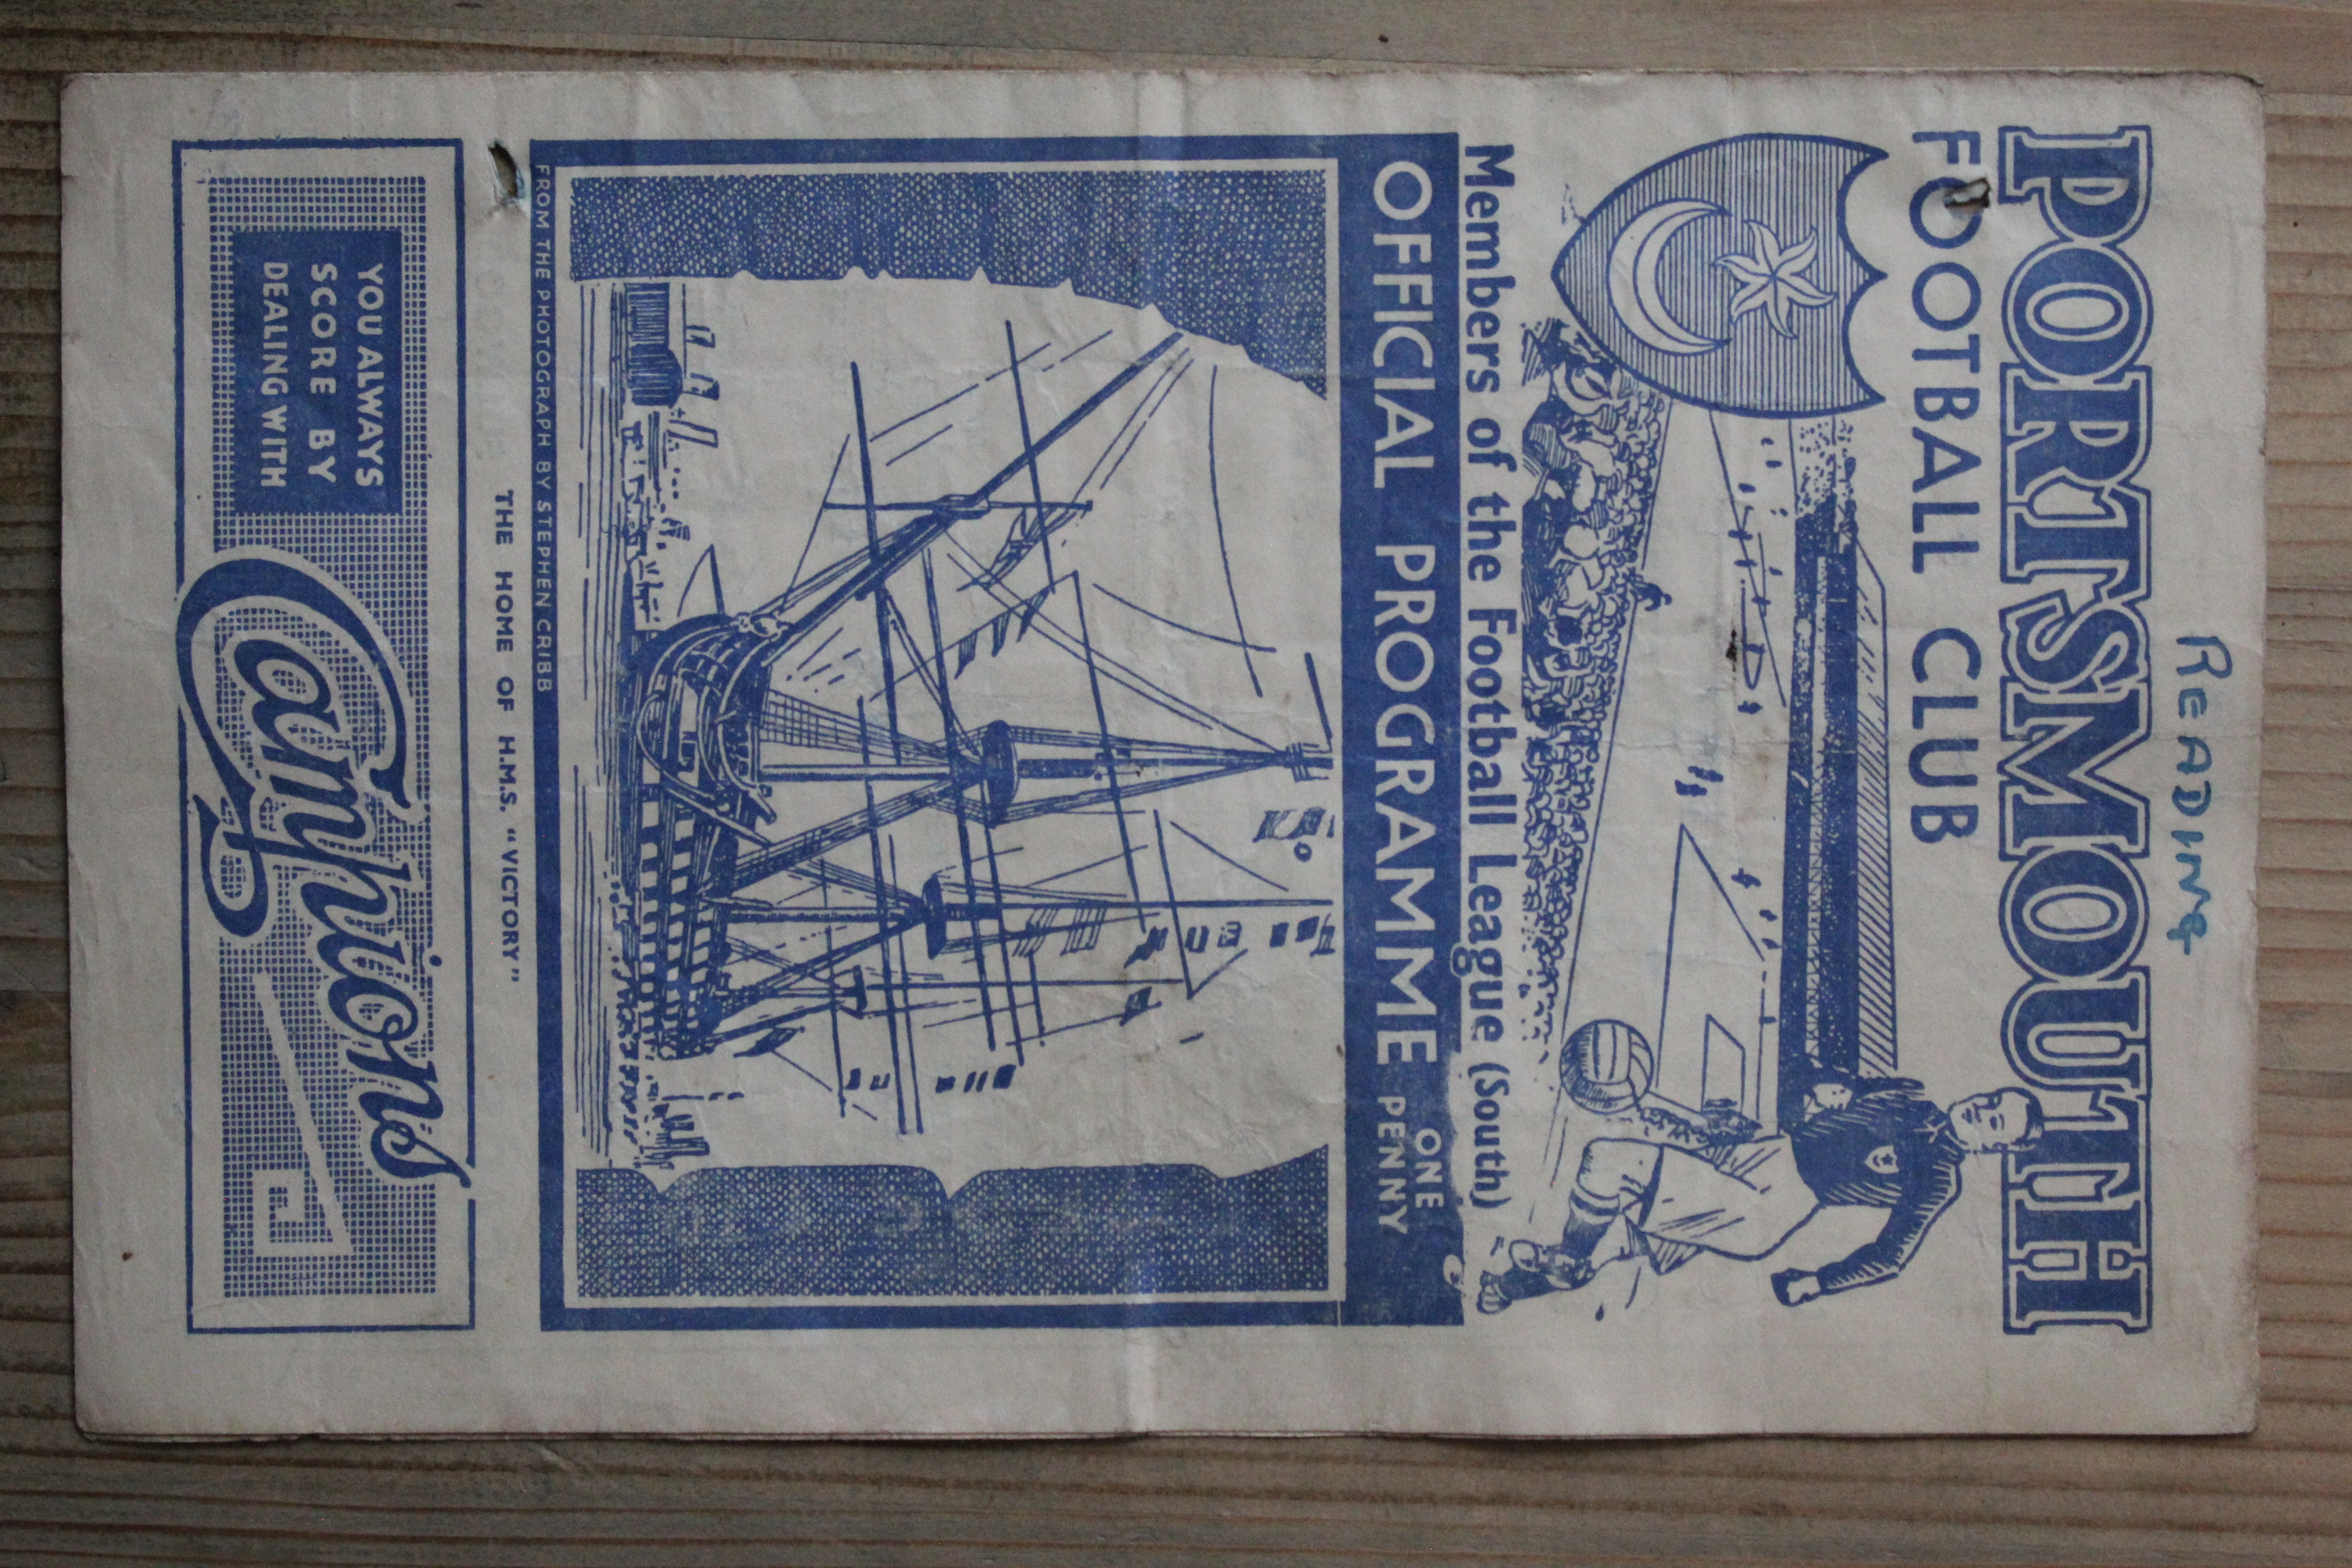 READING
PORTSMOUTH
FOOTBALL CLUB
Members of the Football League (South)
OFFICIAL PROGRAMME ONE PENNY
FROM THE PHOTOGRAPH BY STEPHEN CRIBB
THE HOME OF H.M.S. "VICTORY"
YOU ALWAYS
SCORE BY
DEALING WITH
Campions